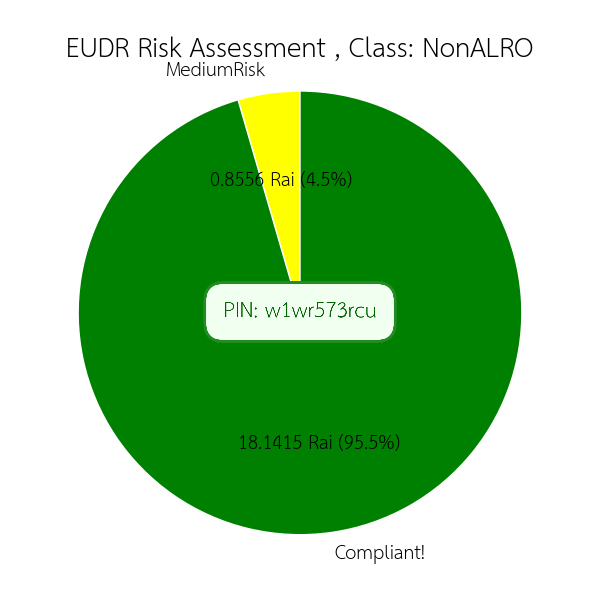 EUDR Risk Assessment , Class: NonALRO
MediumRisk
0.8556 Rai (4.5%)
PIN: w1wr573rcu
18.1415 Rai (95.5%)
Compliant!